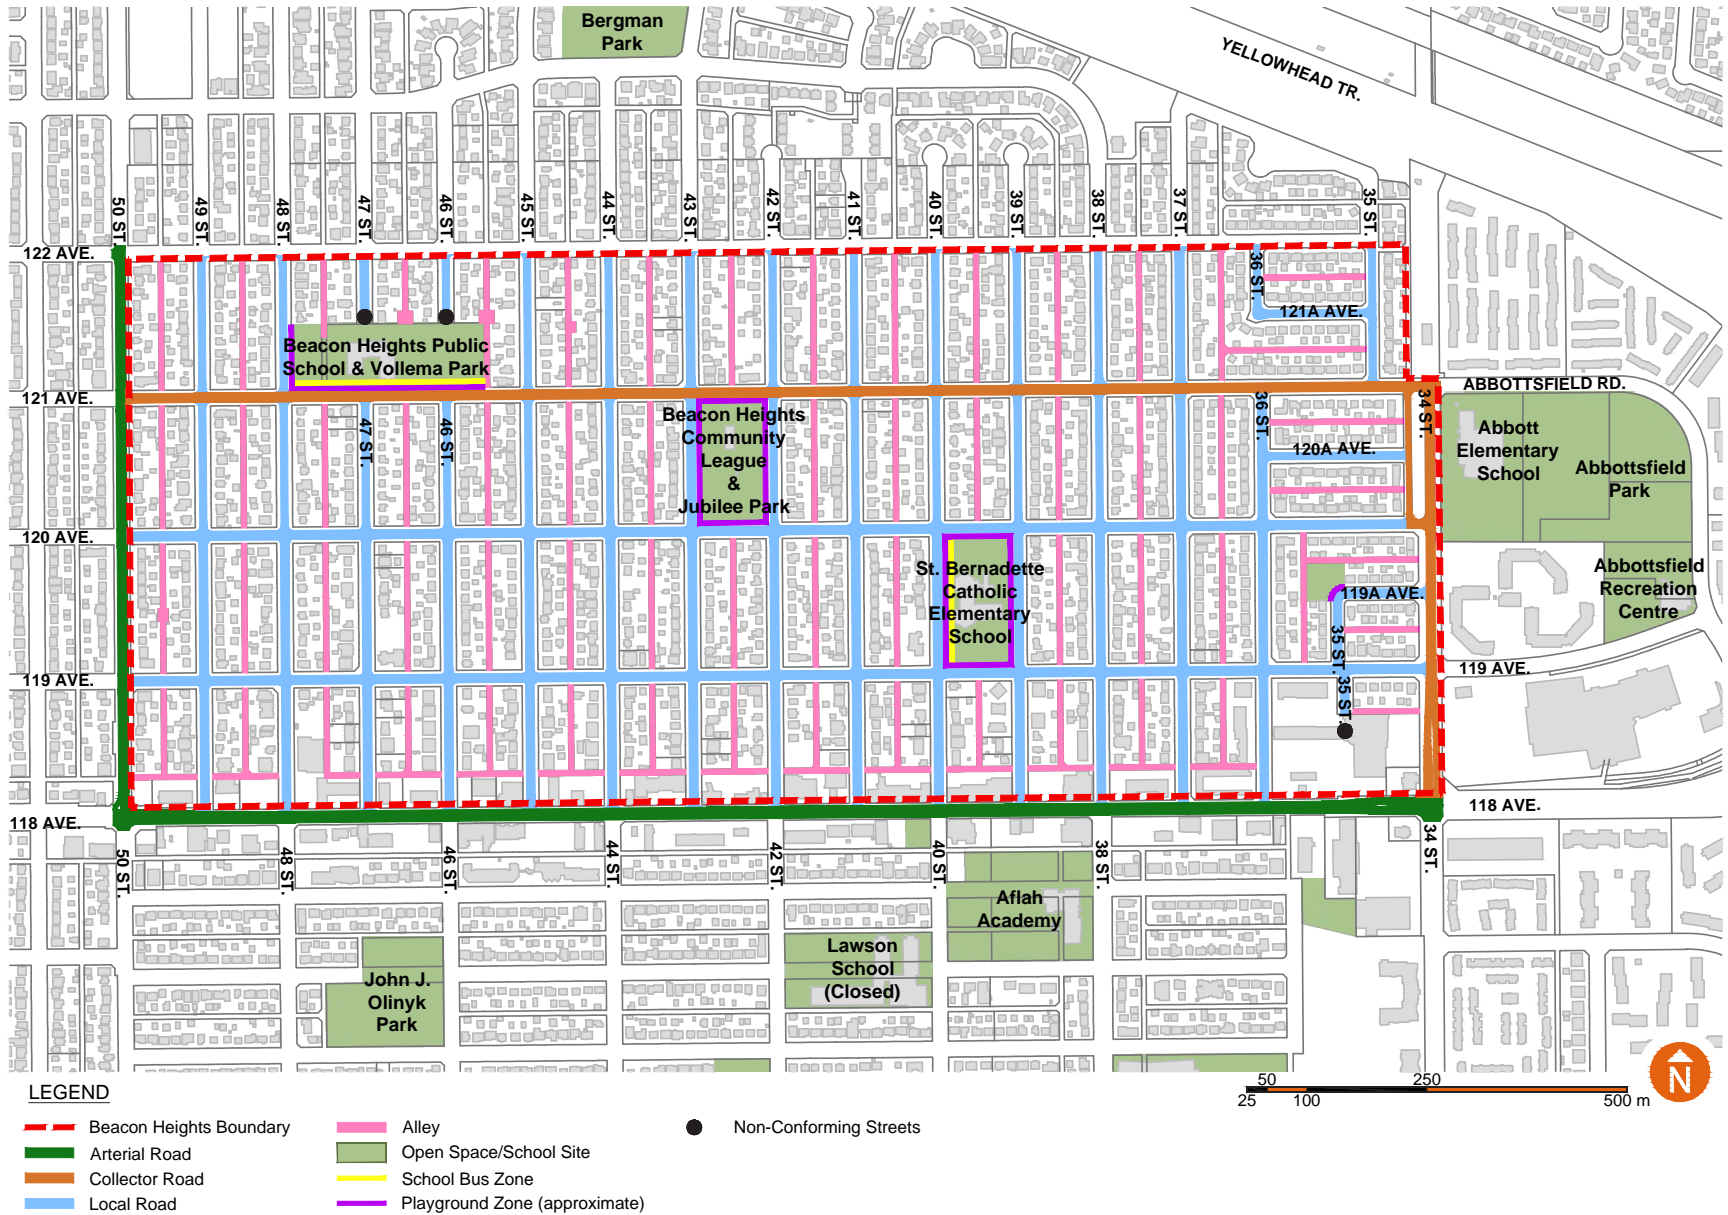 Bergman
Park
YELLOWHEAD TR.
50 ST.
49 ST.
48 ST.
47 ST.
46 ST.
45 ST.
44 ST.
43 ST.
42 ST.
41 ST.
40 ST.
39 ST.
38 ST.
37 ST.
35 ST.
122 AVE.
36 ST.
121A AVE.
Beacon Heights Public
School & Vollema Park
121 AVE.
ABBOTTSFIELD RD.
47 ST.
46 ST.
Beacon Heights
Community
League
&
Jubilee Park
36 ST.
34 ST.
120A AVE.
Abbott
Elementary
School
Abbottsfield
Park
120 AVE.
St. Bernadette
Catholic
Elementary
School
119A AVE.
Abbottsfield
Recreation
Centre
35 ST.
119 AVE.
119 AVE.
35 ST.
118 AVE.
118 AVE.
50 ST.
48 ST.
46 ST.
44 ST.
42 ST.
40 ST.
38 ST.
34 ST.
Aflah
Academy
Lawson
School
(Closed)
John J.
Olinyk
Park
LEGEND
Beacon Heights Boundary
Arterial Road
Collector Road
Local Road
Alley
Open Space/School Site
School Bus Zone
Playground Zone (approximate)
Non-Conforming Streets
50 250
25 100 500 m
N